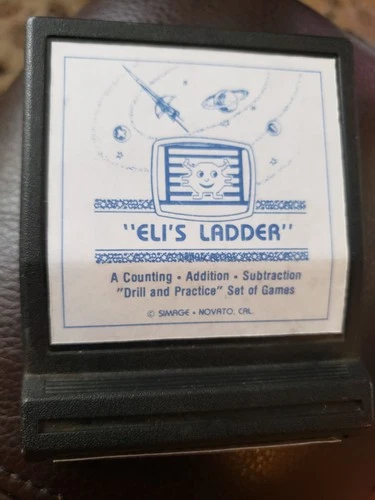 "ELI'S LADDER"
A Counting • Addition • Subtraction
"Drill and Practice" Set of Games
© SIMAGE • NOVATO, CAL.